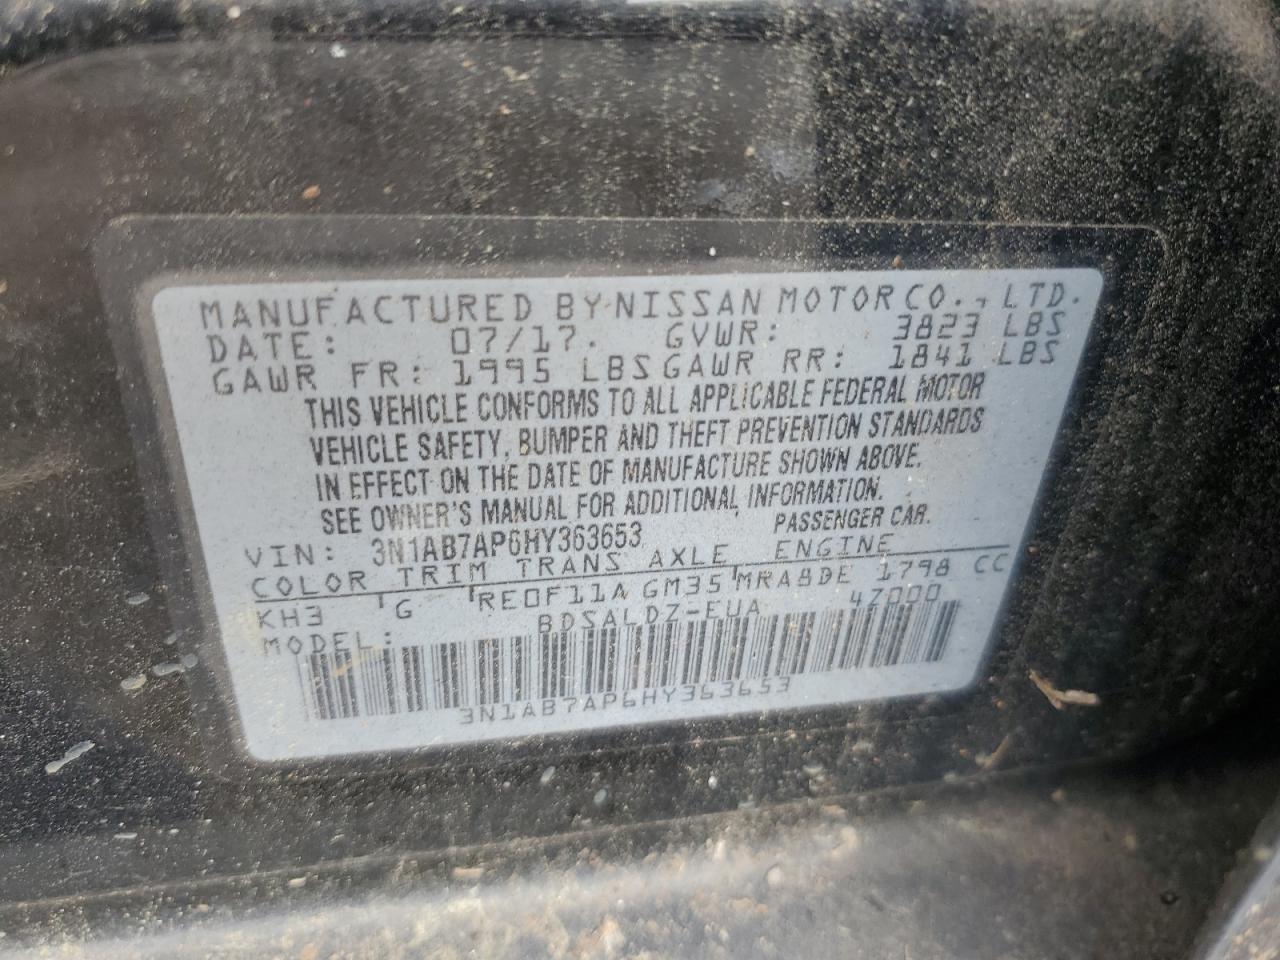 MANUFACTURED BY NISSAN MOTOR CO., LTD.
DATE: 07/17. GVWR: 3823 LBS
GAWR FR: 1995 LBS GAWR RR: 1841 LBS
THIS VEHICLE CONFORMS TO ALL APPLICABLE FEDERAL MOTOR
VEHICLE SAFETY, BUMPER AND THEFT PREVENTION STANDARDS
IN EFFECT ON THE DATE OF MANUFACTURE SHOWN ABOVE.
SEE OWNER'S MANUAL FOR ADDITIONAL INFORMATION.
VIN: 3N1AB7AP6HY363653 PASSENGER CAR.
COLOR TRIM TRANS AXLE ENGINE
KH3 G RE0F11A GM35 MRA8DE 1798 CC
MODEL: BDSALDZ-EUA 4Z000
3N1AB7AP6HY363653